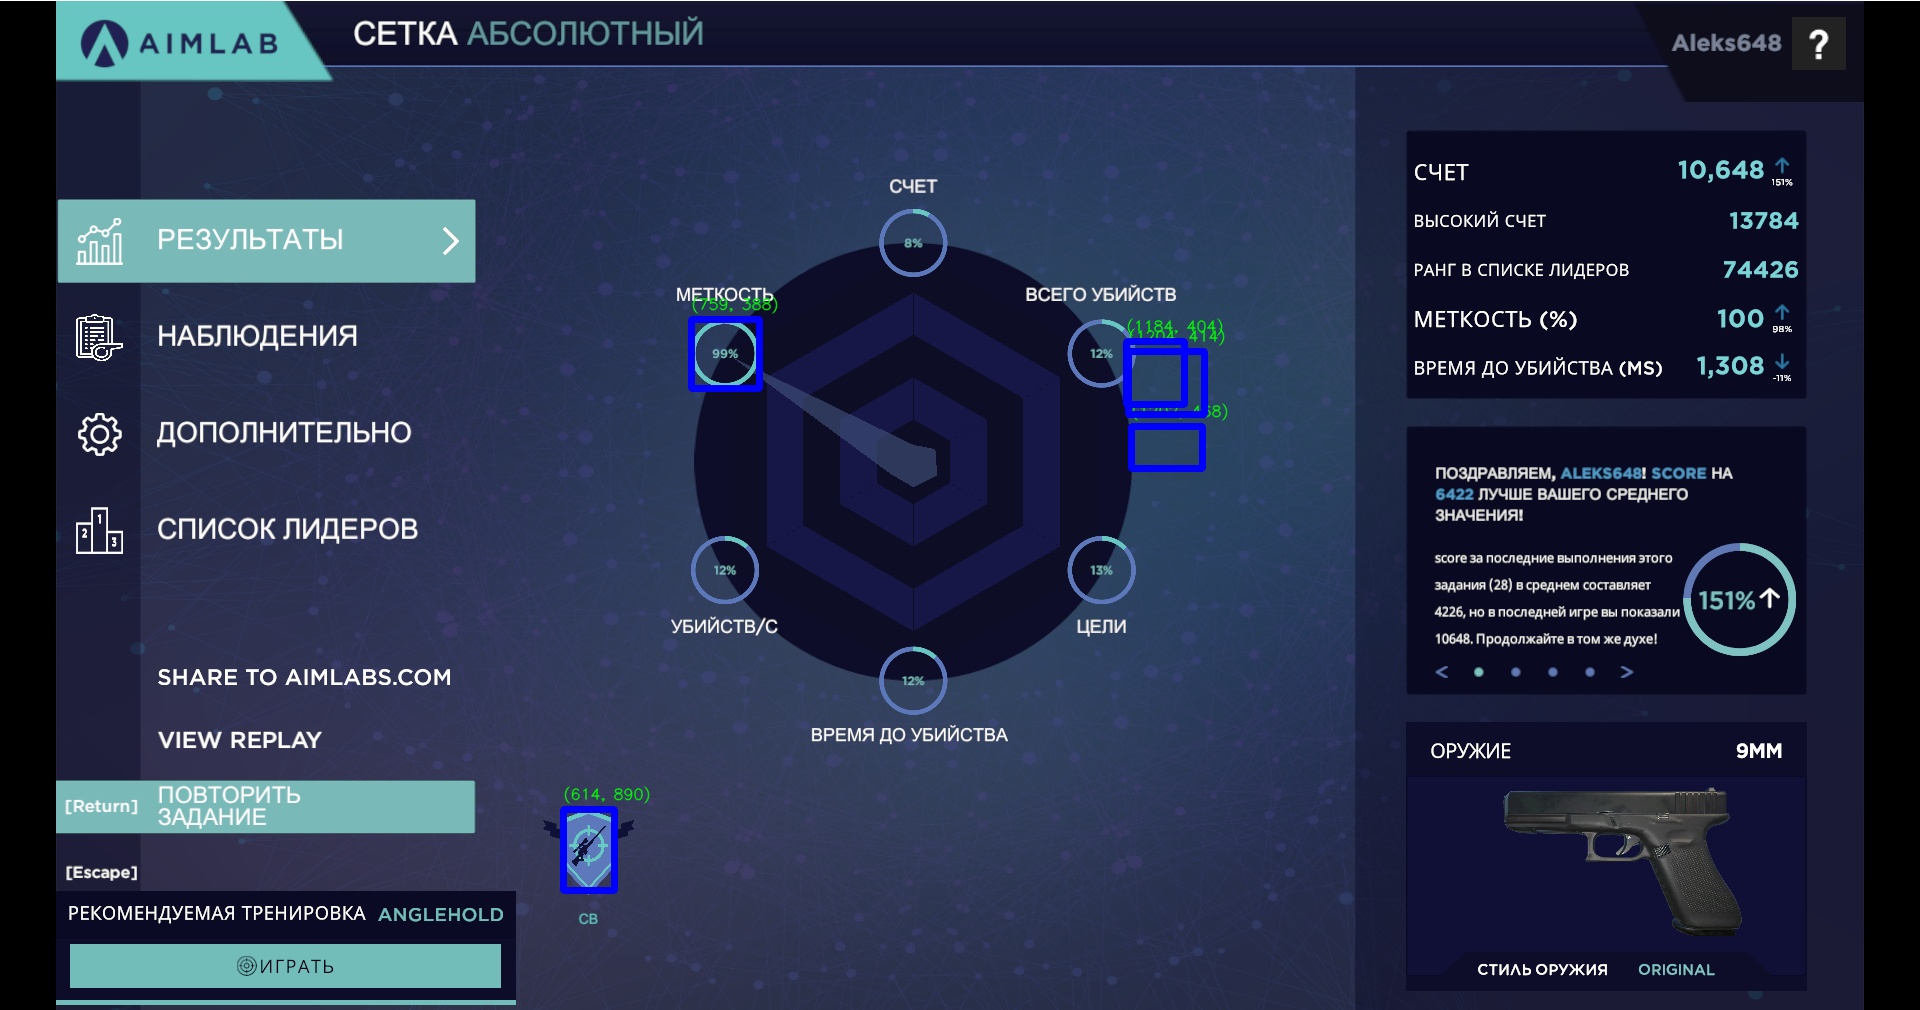 AIMLAB
СЕТКА АБСОЛЮТНЫЙ
Aleks648
?
РЕЗУЛЬТАТЫ
НАБЛЮДЕНИЯ
ДОПОЛНИТЕЛЬНО
1
2
3
СПИСОК ЛИДЕРОВ
SHARE TO AIMLABS.COM
VIEW REPLAY
[Return] ПОВТОРИТЬ
ЗАДАНИЕ
[Escape]
РЕКОМЕНДУЕМАЯ ТРЕНИРОВКА ANGLEHOLD
ИГРАТЬ
СЧЕТ
8%
МЕТКОСТЬ
(759, 388)
99%
ВСЕГО УБИЙСТВ
(1184, 404)
12%
12%
УБИЙСТВ/С
13%
ЦЕЛИ
12%
ВРЕМЯ ДО УБИЙСТВА
(614, 890)
СВ
СЧЕТ 10,648
151%
ВЫСОКИЙ СЧЕТ 13784
РАНГ В СПИСКЕ ЛИДЕРОВ 74426
МЕТКОСТЬ (%) 100
98%
ВРЕМЯ ДО УБИЙСТВА (MS) 1,308
-11%
ПОЗДРАВЛЯЕМ, ALEKS648! SCORE НА
6422 ЛУЧШЕ ВАШЕГО СРЕДНЕГО
ЗНАЧЕНИЯ!
score за последние выполнения этого
задания (28) в среднем составляет
4226, но в последней игре вы показали
10648. Продолжайте в том же духе!
151%
< >
ОРУЖИЕ 9MM
СТИЛЬ ОРУЖИЯ ORIGINAL